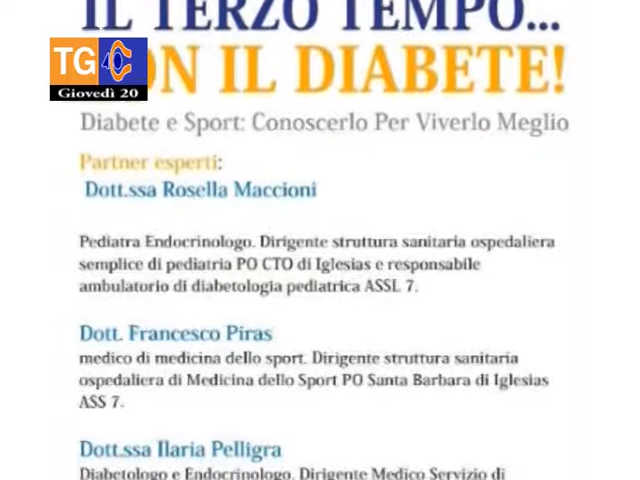 IL TERZO TEMPO...
TG4C
ON IL DIABETE!
Giovedì 20
Diabete e Sport: Conoscerlo Per Viverlo Meglio
Partner esperti:
Dott.ssa Rosella Maccioni
Pediatra Endocrinologo. Dirigente struttura sanitaria ospedaliera
semplice di pediatria PO CTO di Iglesias e responsabile
ambulatorio di diabetologia pediatrica ASSL 7.
Dott. Francesco Piras
medico di medicina dello sport. Dirigente struttura sanitaria
ospedaliera di Medicina dello Sport PO Santa Barbara di Iglesias
ASS 7.
Dott.ssa Ilaria Pelligra
Diabetologo e Endocrinologo. Dirigente Medico Servizio di